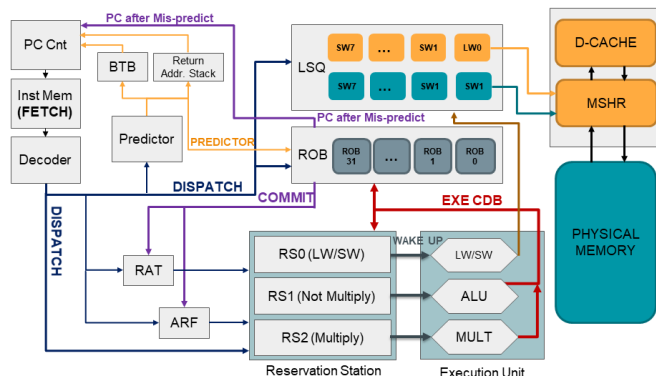 PC after Mis-predict
PC Cnt
BTB
Return
Addr. Stack
Inst Mem
(FETCH)
Decoder
Predictor
PREDICTOR
LSQ
SW7
...
SW1
LW0
SW7
...
SW1
SW1
PC after Mis-predict
ROB
ROB
31
...
ROB
1
ROB
0
D-CACHE
MSHR
PHYSICAL
MEMORY
DISPATCH
COMMIT
EXE CDB
DISPATCH
RAT
ARF
RS0 (LW/SW)
RS1 (Not Multiply)
RS2 (Multiply)
WAKE UP
LW/SW
ALU
MULT
Reservation Station
Execution Unit